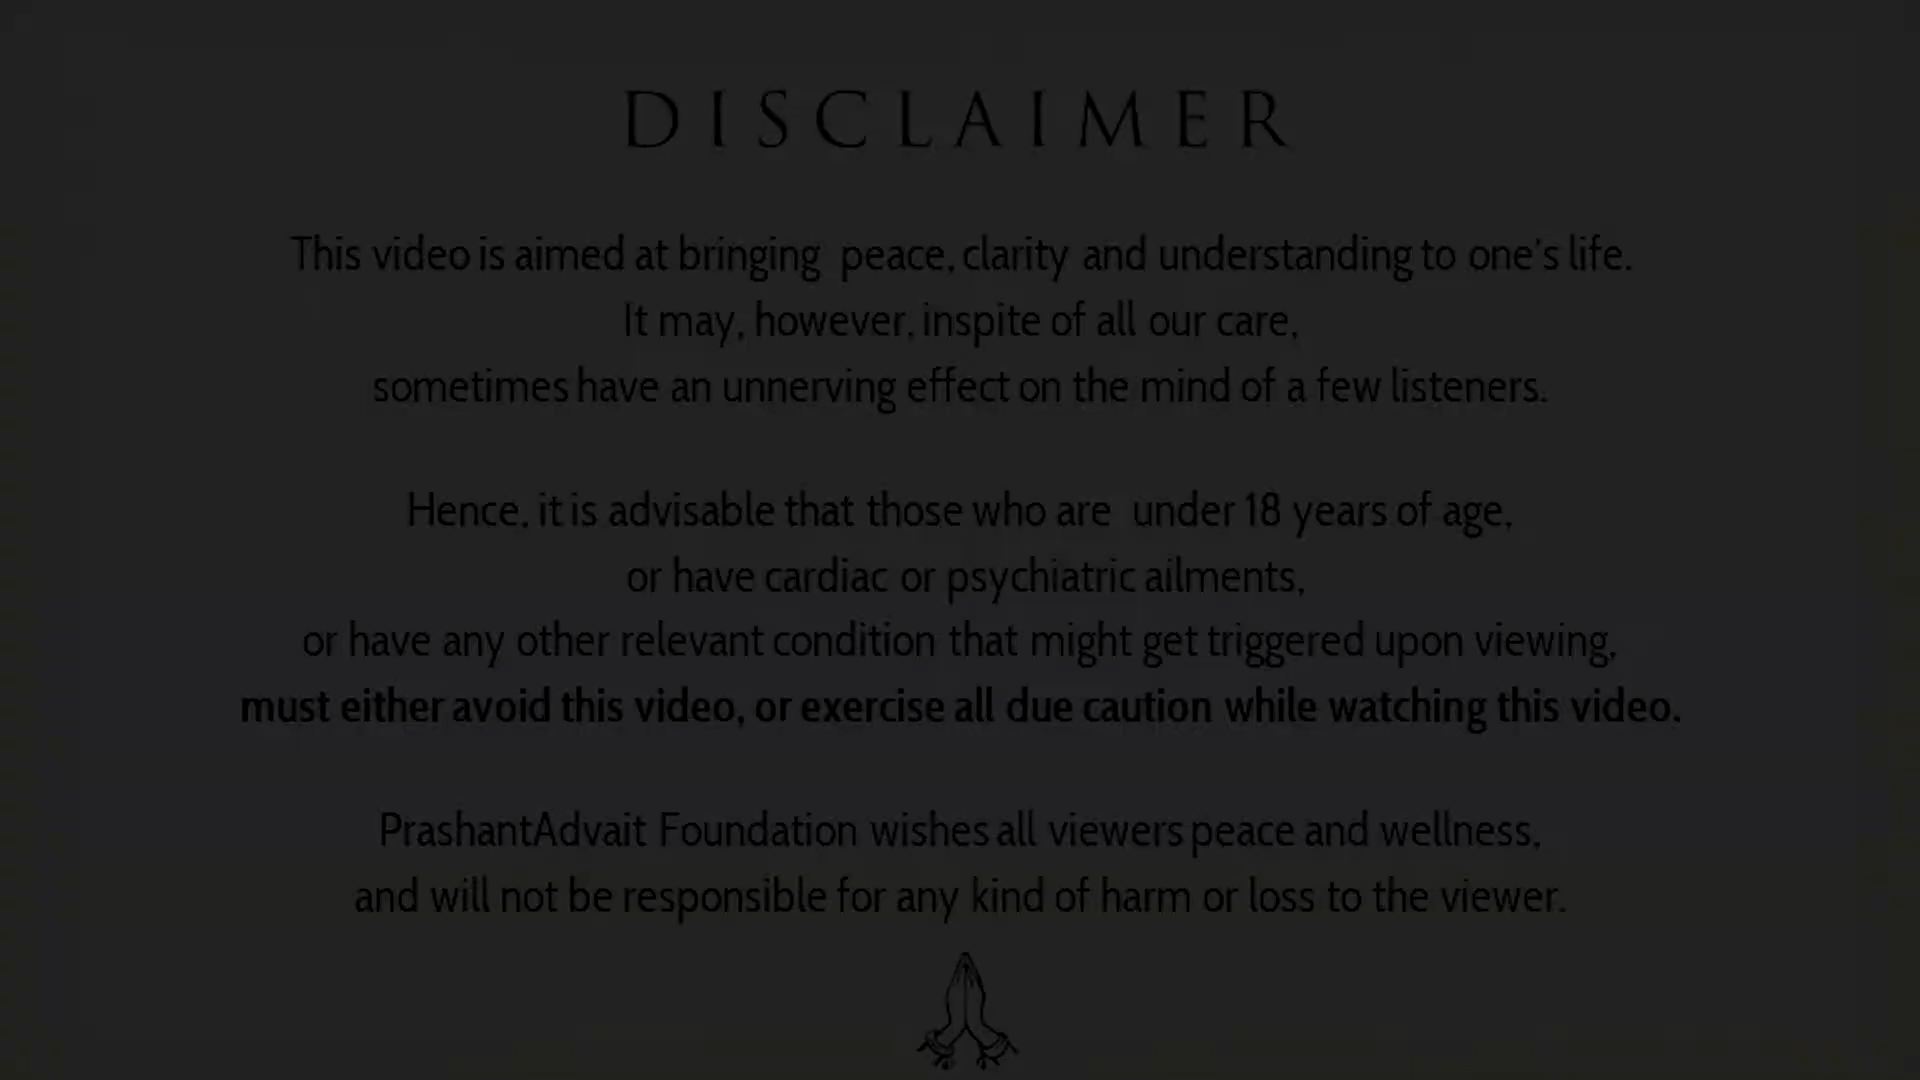 DISCLAIMER
This video is aimed at bringing peace, clarity and understanding to one's life.
It may, however, inspite of all our care,
sometimes have an unnerving effect on the mind of a few listeners.
Hence, it is advisable that those who are under 18 years of age,
or have cardiac or psychiatric ailments,
or have any other relevant condition that might get triggered upon viewing,
must either avoid this video, or exercise all due caution while watching this video.
PrashantAdvait Foundation wishes all viewers peace and wellness,
and will not be responsible for any kind of harm or loss to the viewer.